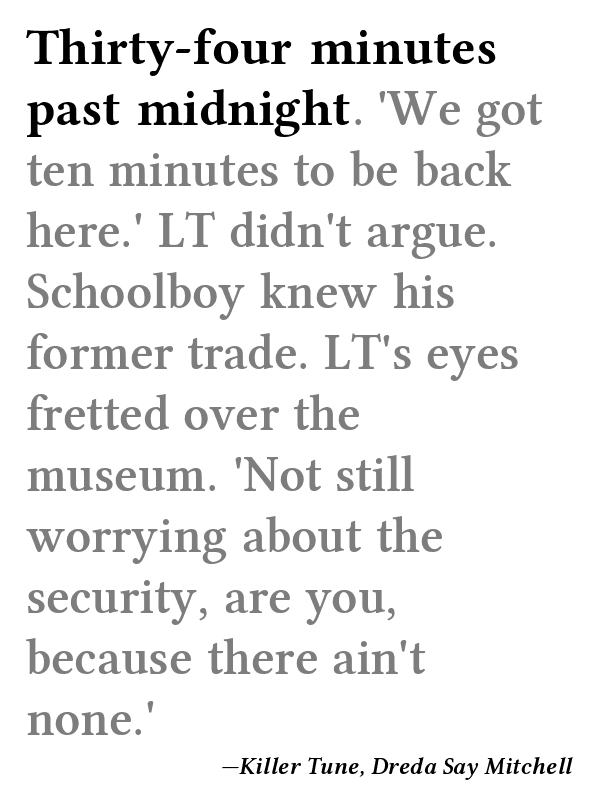 Thirty-four minutes
past midnight. 'We got
ten minutes to be back
here.' LT didn't argue.
Schoolboy knew his
former trade. LT's eyes
fretted over the
museum. 'Not still
worrying about the
security, are you,
because there ain't
none.'
—Killer Tune, Dreda Say Mitchell